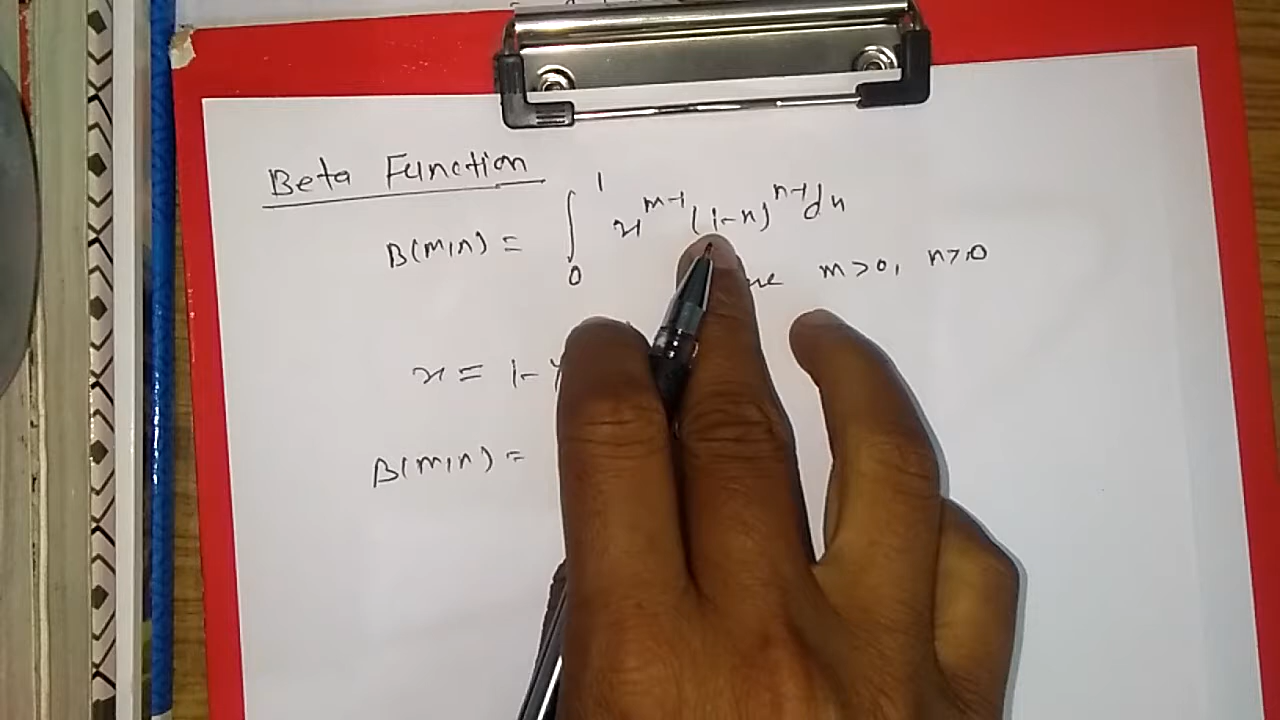 Beta Function
B(m,n) = ∫₀¹ x^{m-1} (1-x)^{n-1} dx
m>0, n>0
x = 1-y
B(m,n) =